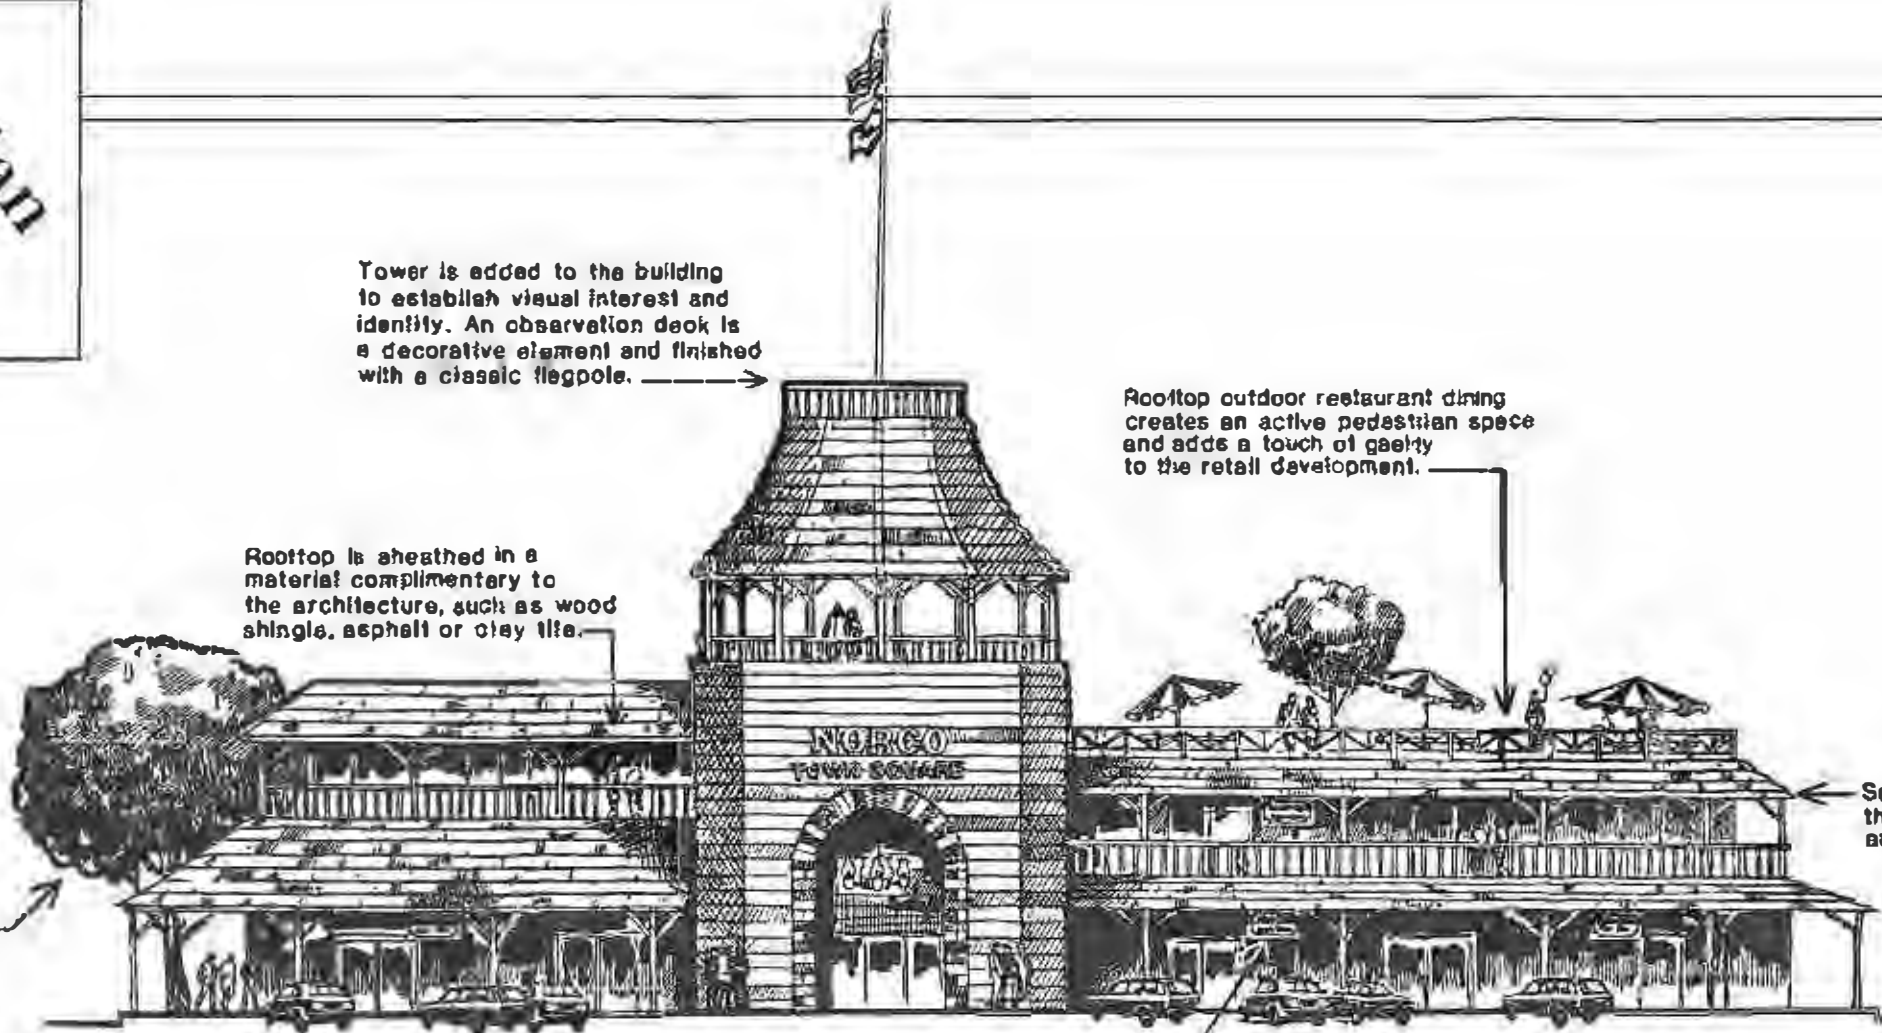 an
Tower is added to the building
to establish visual interest and
identity. An observation deck is
a decorative element and finished
with a classic flagpole.
Rooftop outdoor restaurant dining
creates an active pedestrian space
and adds a touch of gaeity
to the retail development.
Rooftop is sheathed in a
material complimentary to
the architecture, such as wood
shingle, asphalt or clay tile.
NORCO
TOWN SQUARE